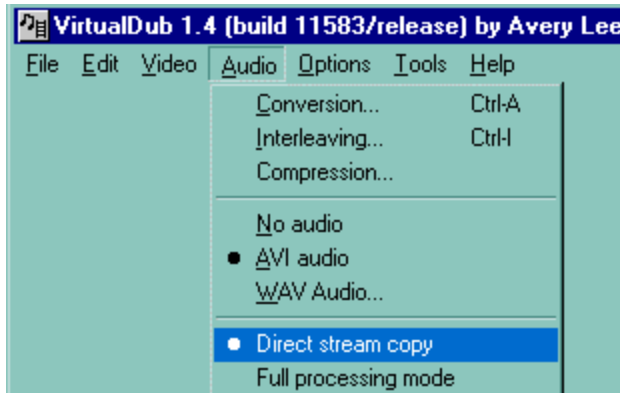 VirtualDub 1.4 (build 11583/release) by Avery Lee
File Edit Video Audio Options Tools Help
Conversion... Ctrl-A
Interleaving... Ctrl-I
Compression...
No audio
AVI audio
WAV Audio...
Direct stream copy
Full processing mode